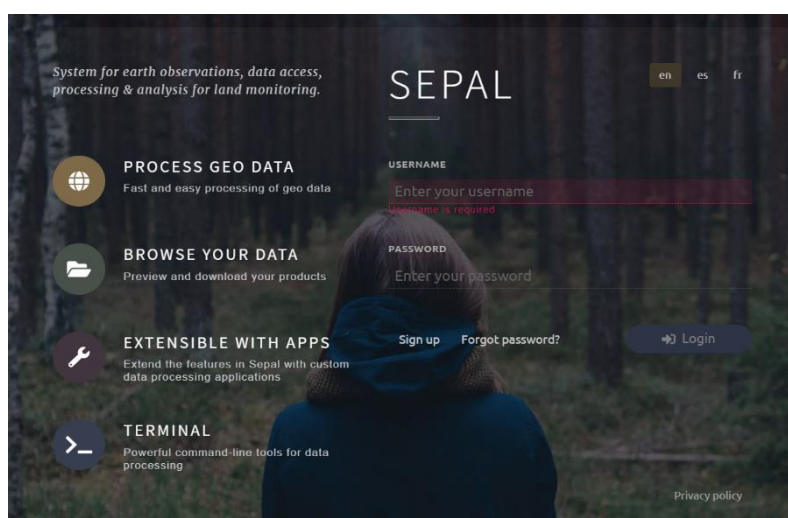 System for earth observations, data access,
processing & analysis for land monitoring.
SEPAL
en es fr
PROCESS GEO DATA
Fast and easy processing of geo data
BROWSE YOUR DATA
Preview and download your products
EXTENSIBLE WITH APPS
Extend the features in Sepal with custom
data processing applications
TERMINAL
Powerful command-line tools for data
processing
USERNAME
Enter your username
Username is required
PASSWORD
Enter your password
Sign up Forgot password? Login
Privacy policy